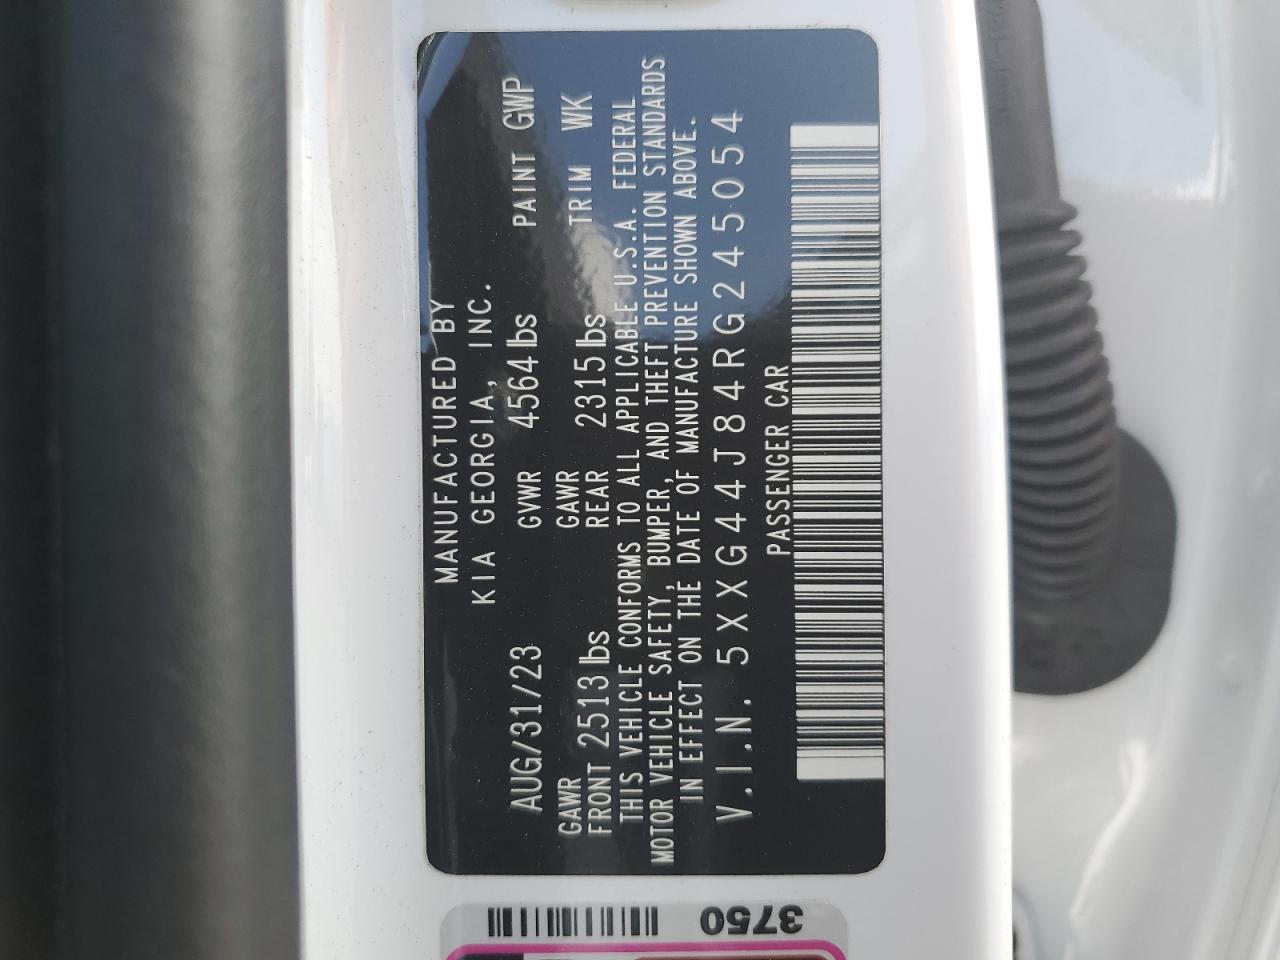 MANUFACTURED BY
KIA GEORGIA, INC.
AUG/31/23 GVWR 4564 lbs PAINT GWP
GAWR GAWR
FRONT 2513 lbs REAR 2315 lbs TRIM WK
THIS VEHICLE CONFORMS TO ALL APPLICABLE U.S.A. FEDERAL
MOTOR VEHICLE SAFETY, BUMPER, AND THEFT PREVENTION STANDARDS
IN EFFECT ON THE DATE OF MANUFACTURE SHOWN ABOVE.
V.I.N. 5XXG44J84RG245054
PASSENGER CAR
3750